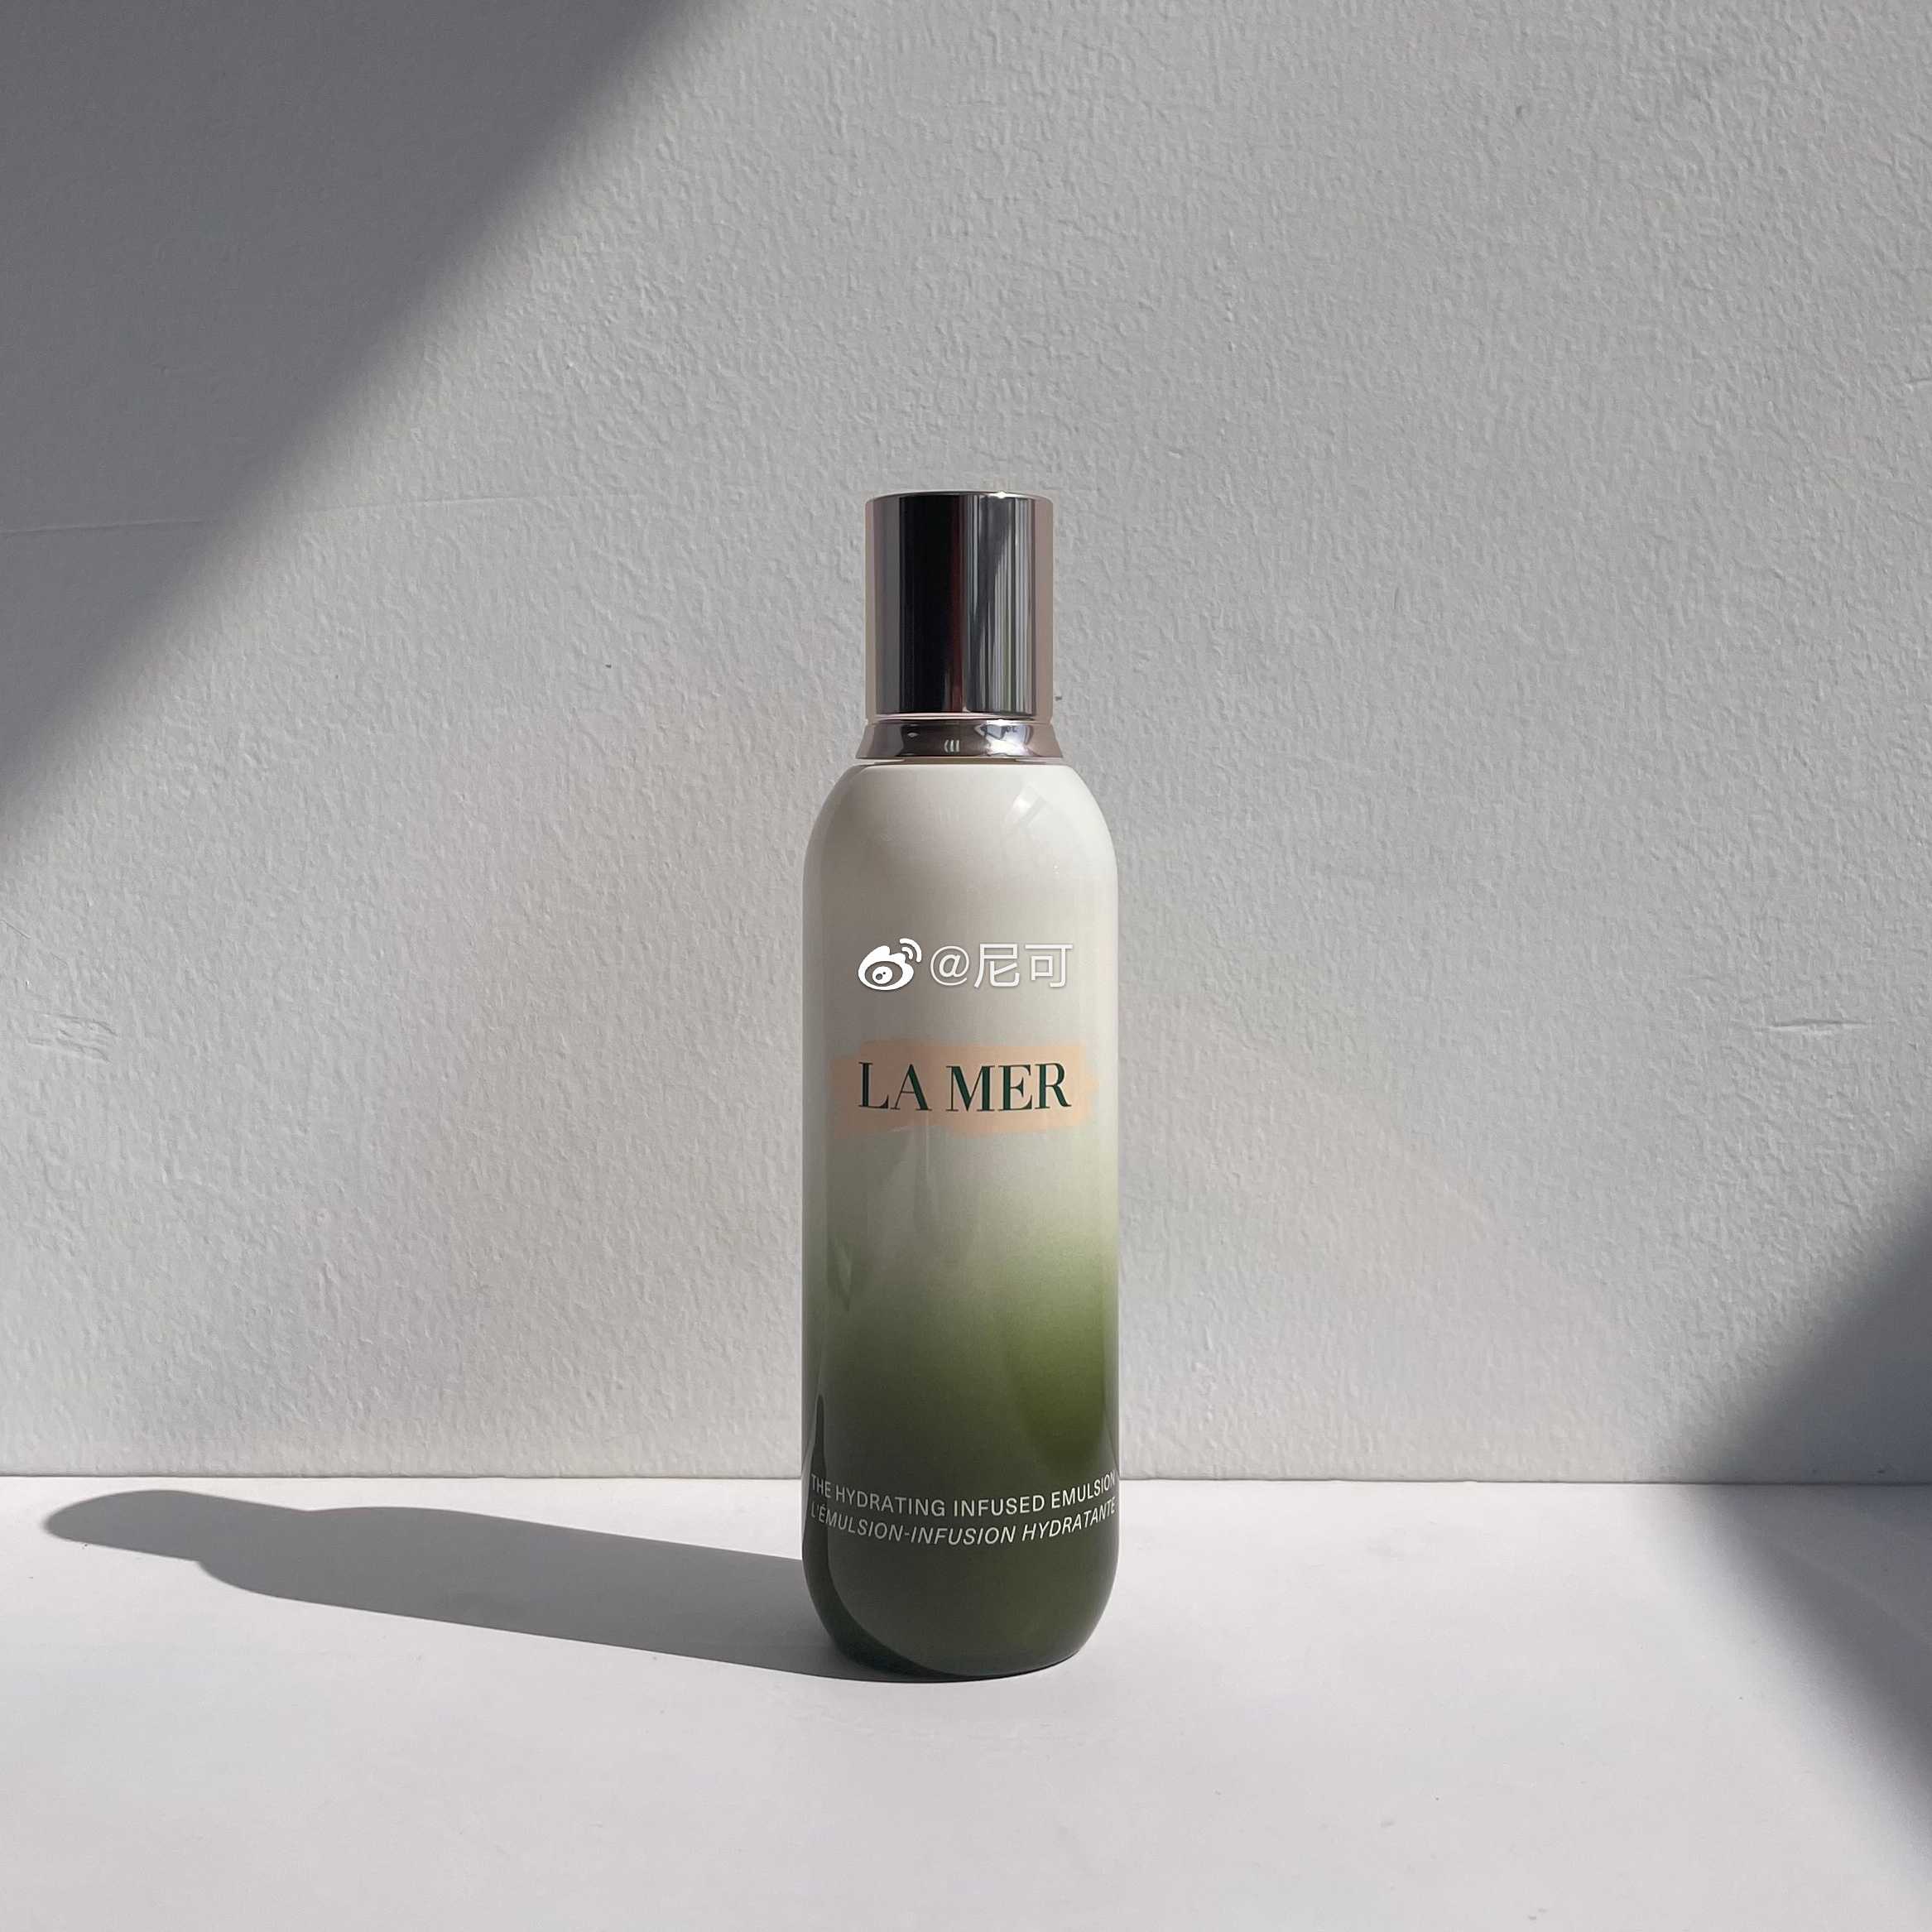 @尼可
LA MER
THE HYDRATING INFUSED EMULSION
L'ÉMULSION-INFUSION HYDRATANTE